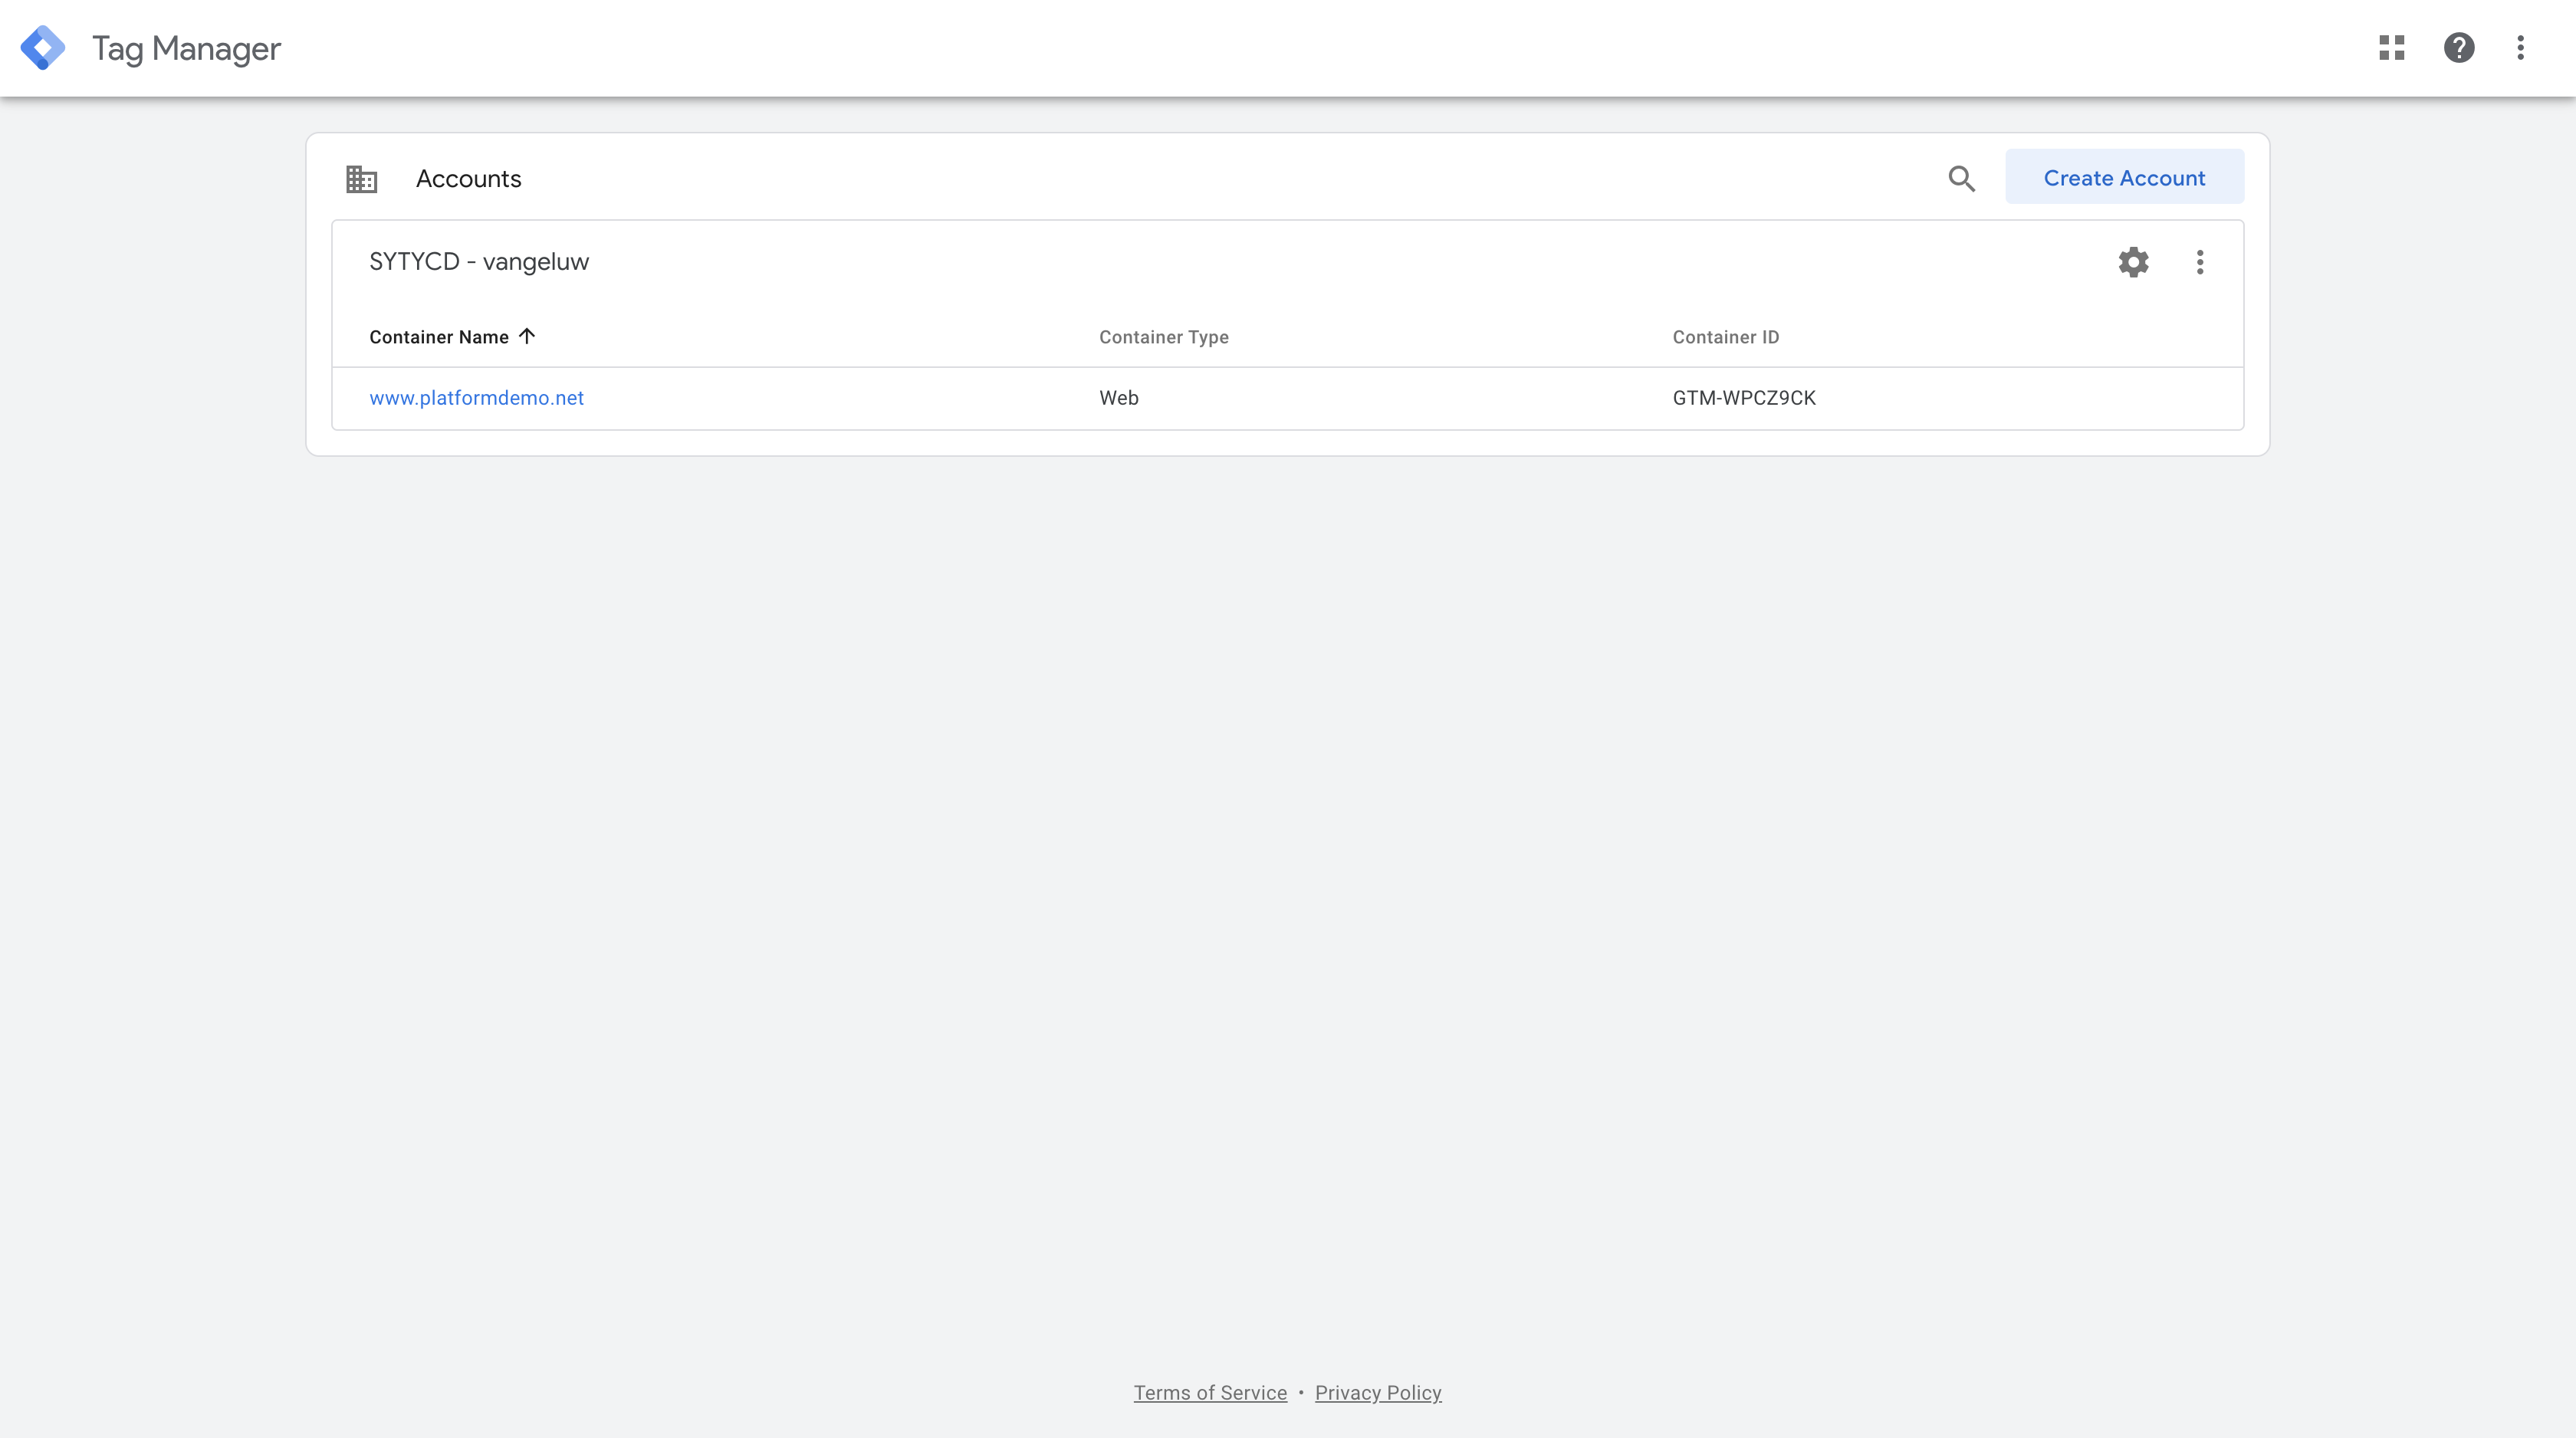 Tag Manager
Accounts
Create Account
SYTYCD - vangeluw
Container Name
Container Type
Container ID
www.platformdemo.net
Web
GTM-WPCZ9CK
Terms of Service • Privacy Policy